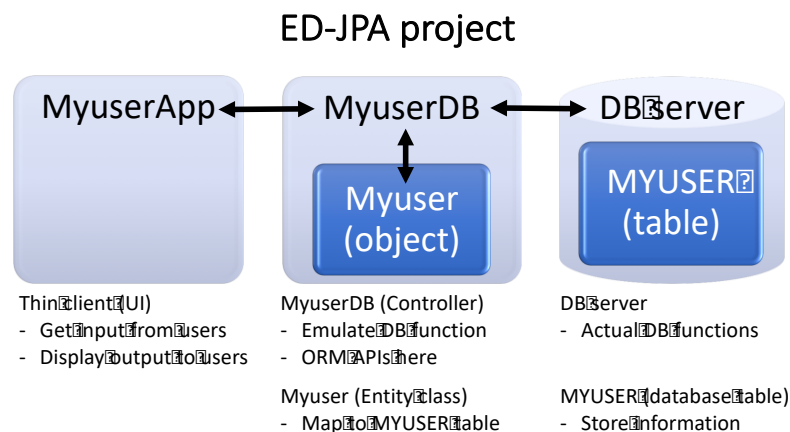 ED-JPA project
MyuserApp
MyuserDB
DB server
Myuser
(object)
MYUSER
(table)
Thin client (UI)
- Get input from users
- Display output to users
MyuserDB (Controller)
- Emulate DB function
- ORM APIs here
Myuser (Entity class)
- Map to MYUSER table
DB server
- Actual DB functions
MYUSER (database table)
- Store information